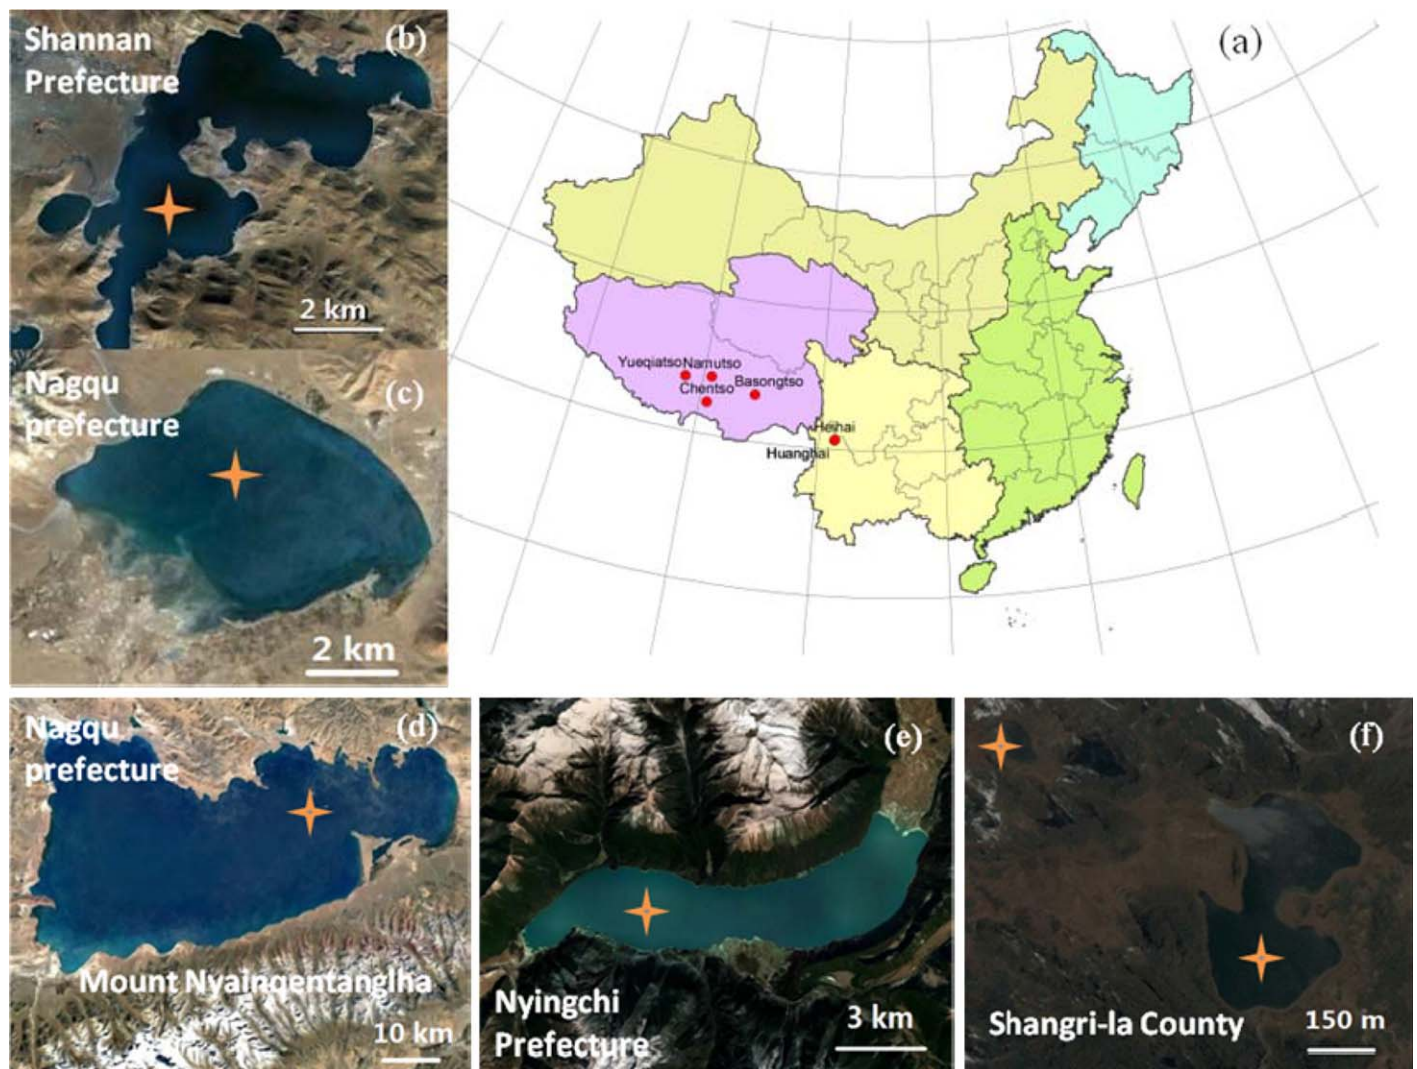 Shannan
Prefecture
(b)
2 km
(a)
Yueqiatso
Namutso
Chentso
Basongtso
Heihai
Huanghai
Nagqu
prefecture
(c)
2 km
Nagqu
prefecture
(d)
Mount Nyainqentanglha
10 km
(e)
Nyingchi
Prefecture
3 km
(f)
Shangri-la County
150 m